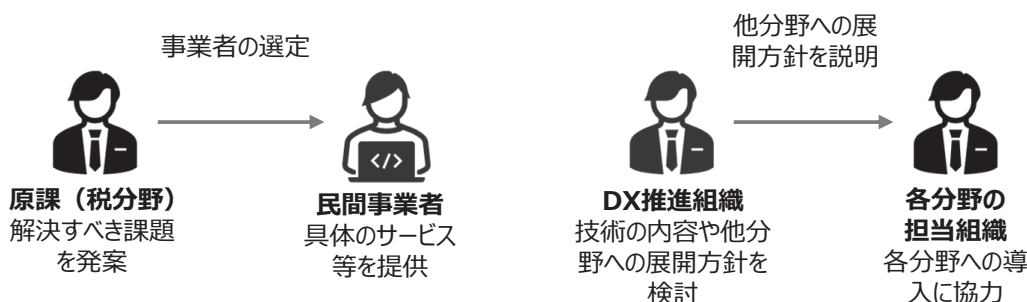 事業者の選定
原課（税分野）
解決すべき課題
を発案
</>
民間事業者
具体のサービス
等を提供
他分野への展
開方針を説明
DX推進組織
技術の内容や他分
野への展開方針を
検討
各分野の
担当組織
各分野への導
入に協力